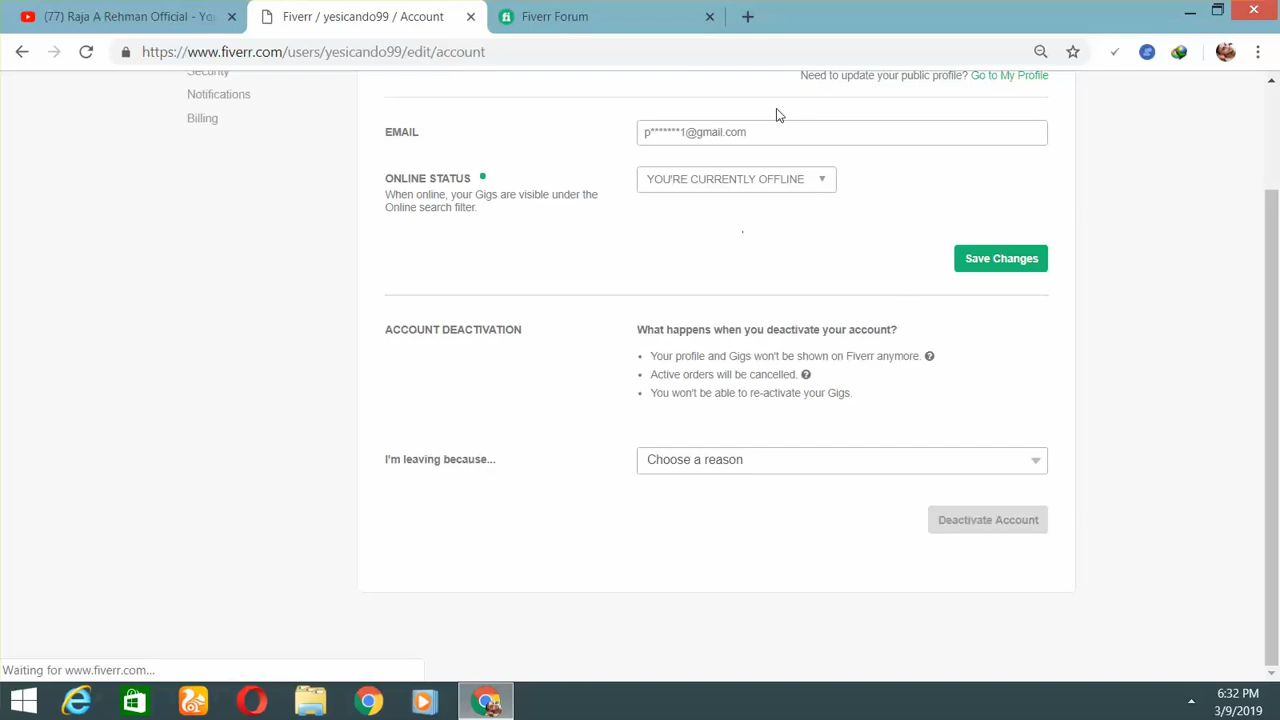 (77) Raja A Rehman Official - Yo
Fiverr / yesicando99 / Account
Fiverr Forum
https://www.fiverr.com/users/yesicando99/edit/account
Security
Need to update your public profile? Go to My Profile
Notifications
Billing
EMAIL
p*******1@gmail.com
ONLINE STATUS
YOU'RE CURRENTLY OFFLINE
When online, your Gigs are visible under the
Online search filter.
Save Changes
ACCOUNT DEACTIVATION
What happens when you deactivate your account?
• Your profile and Gigs won't be shown on Fiverr anymore.
• Active orders will be cancelled.
• You won't be able to re-activate your Gigs.
I'm leaving because...
Choose a reason
Deactivate Account
Waiting for www.fiverr.com...
6:32 PM
3/9/2019